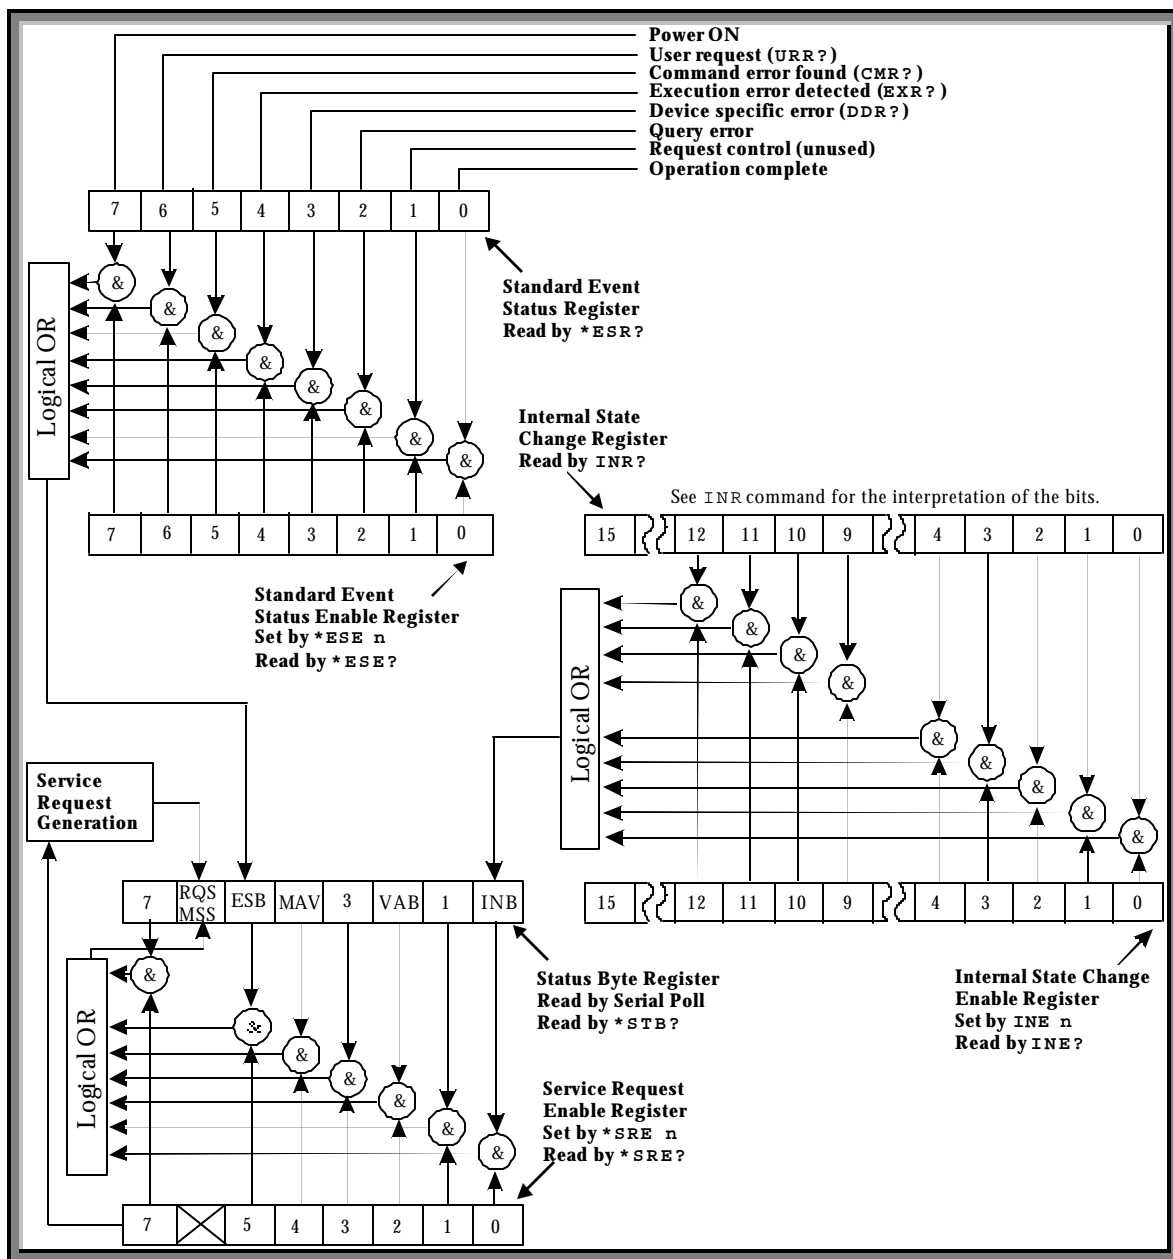 Power ON
User request (URR?)
Command error found (CMR?)
Execution error detected (EXR?)
Device specific error (DDR?)
Query error
Request control (unused)
Operation complete
7 6 5 4 3 2 1 0
Standard Event
Status Register
Read by *ESR?
Logical OR
&
&
&
&
&
&
&
&
7 6 5 4 3 2 1 0
Standard Event
Status Enable Register
Set by *ESE n
Read by *ESE?
Internal State
Change Register
Read by INR?
See INR command for the interpretation of the bits.
15 12 11 10 9 4 3 2 1 0
Logical OR
&
&
&
&
&
&
&
&
&
15 12 11 10 9 4 3 2 1 0
Internal State Change
Enable Register
Set by INE n
Read by INE?
Service
Request
Generation
7 RQS MSS ESB MAV 3 VAB 1 INB
Status Byte Register
Read by Serial Poll
Read by *STB?
Logical OR
&
&
&
&
&
&
&
Service Request
Enable Register
Set by *SRE n
Read by *SRE?
7 5 4 3 2 1 0